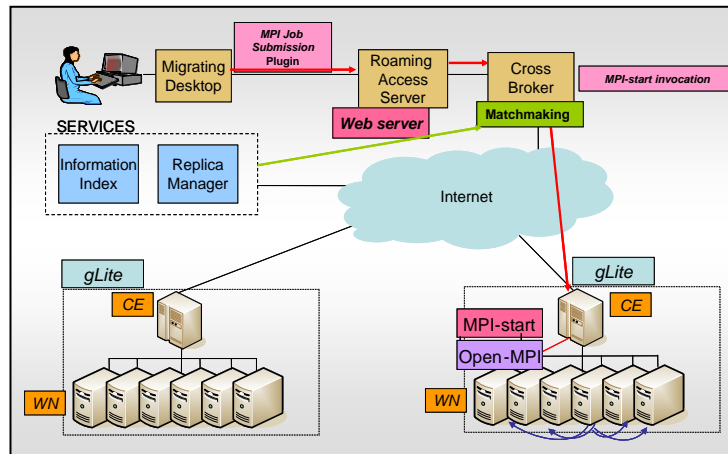 MPI Job
Submission
Plugin
Migrating
Desktop
Roaming
Access
Server
Cross
Broker
MPI-start invocation
Web server
Matchmaking
SERVICES
Information
Index
Replica
Manager
Internet
gLite
CE
WN
gLite
CE
MPI-start
Open-MPI
WN